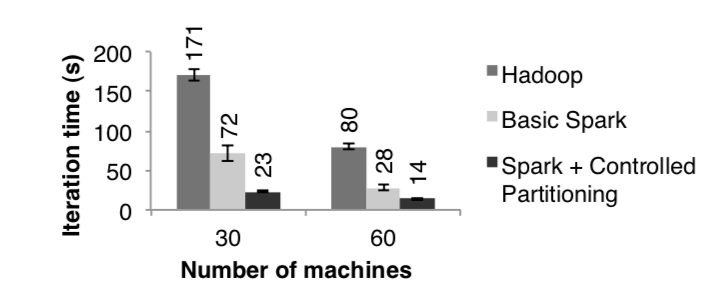 Iteration time (s)
200
150
100
50
0
171
72
23
80
28
14
30
60
Number of machines
Hadoop
Basic Spark
Spark + Controlled
Partitioning